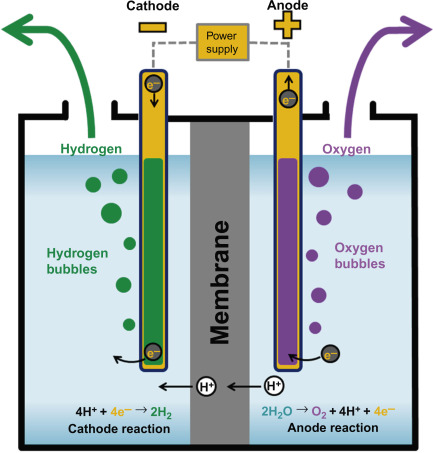 Cathode
Anode
Power
supply
e−
e−
Hydrogen
Oxygen
Hydrogen
bubbles
Membrane
Oxygen
bubbles
e−
e−
H+
H+
4H+ + 4e− → 2H2
Cathode reaction
2H2O → O2 + 4H+ + 4e−
Anode reaction